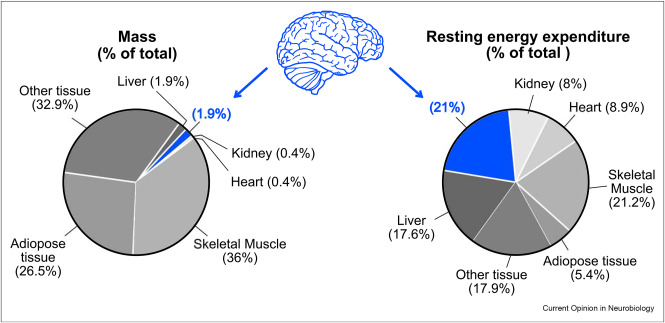 Mass
(% of total)
Liver (1.9%)
Other tissue
(32.9%)
(1.9%)
Kidney (0.4%)
Heart (0.4%)
Skeletal Muscle
(36%)
Adiopose
tissue
(26.5%)
Resting energy expenditure
(% of total )
Kidney (8%)
(21%)
Heart (8.9%)
Skeletal
Muscle
(21.2%)
Adiopose tissue
(5.4%)
Other tissue
(17.9%)
Liver
(17.6%)
Current Opinion in Neurobiology